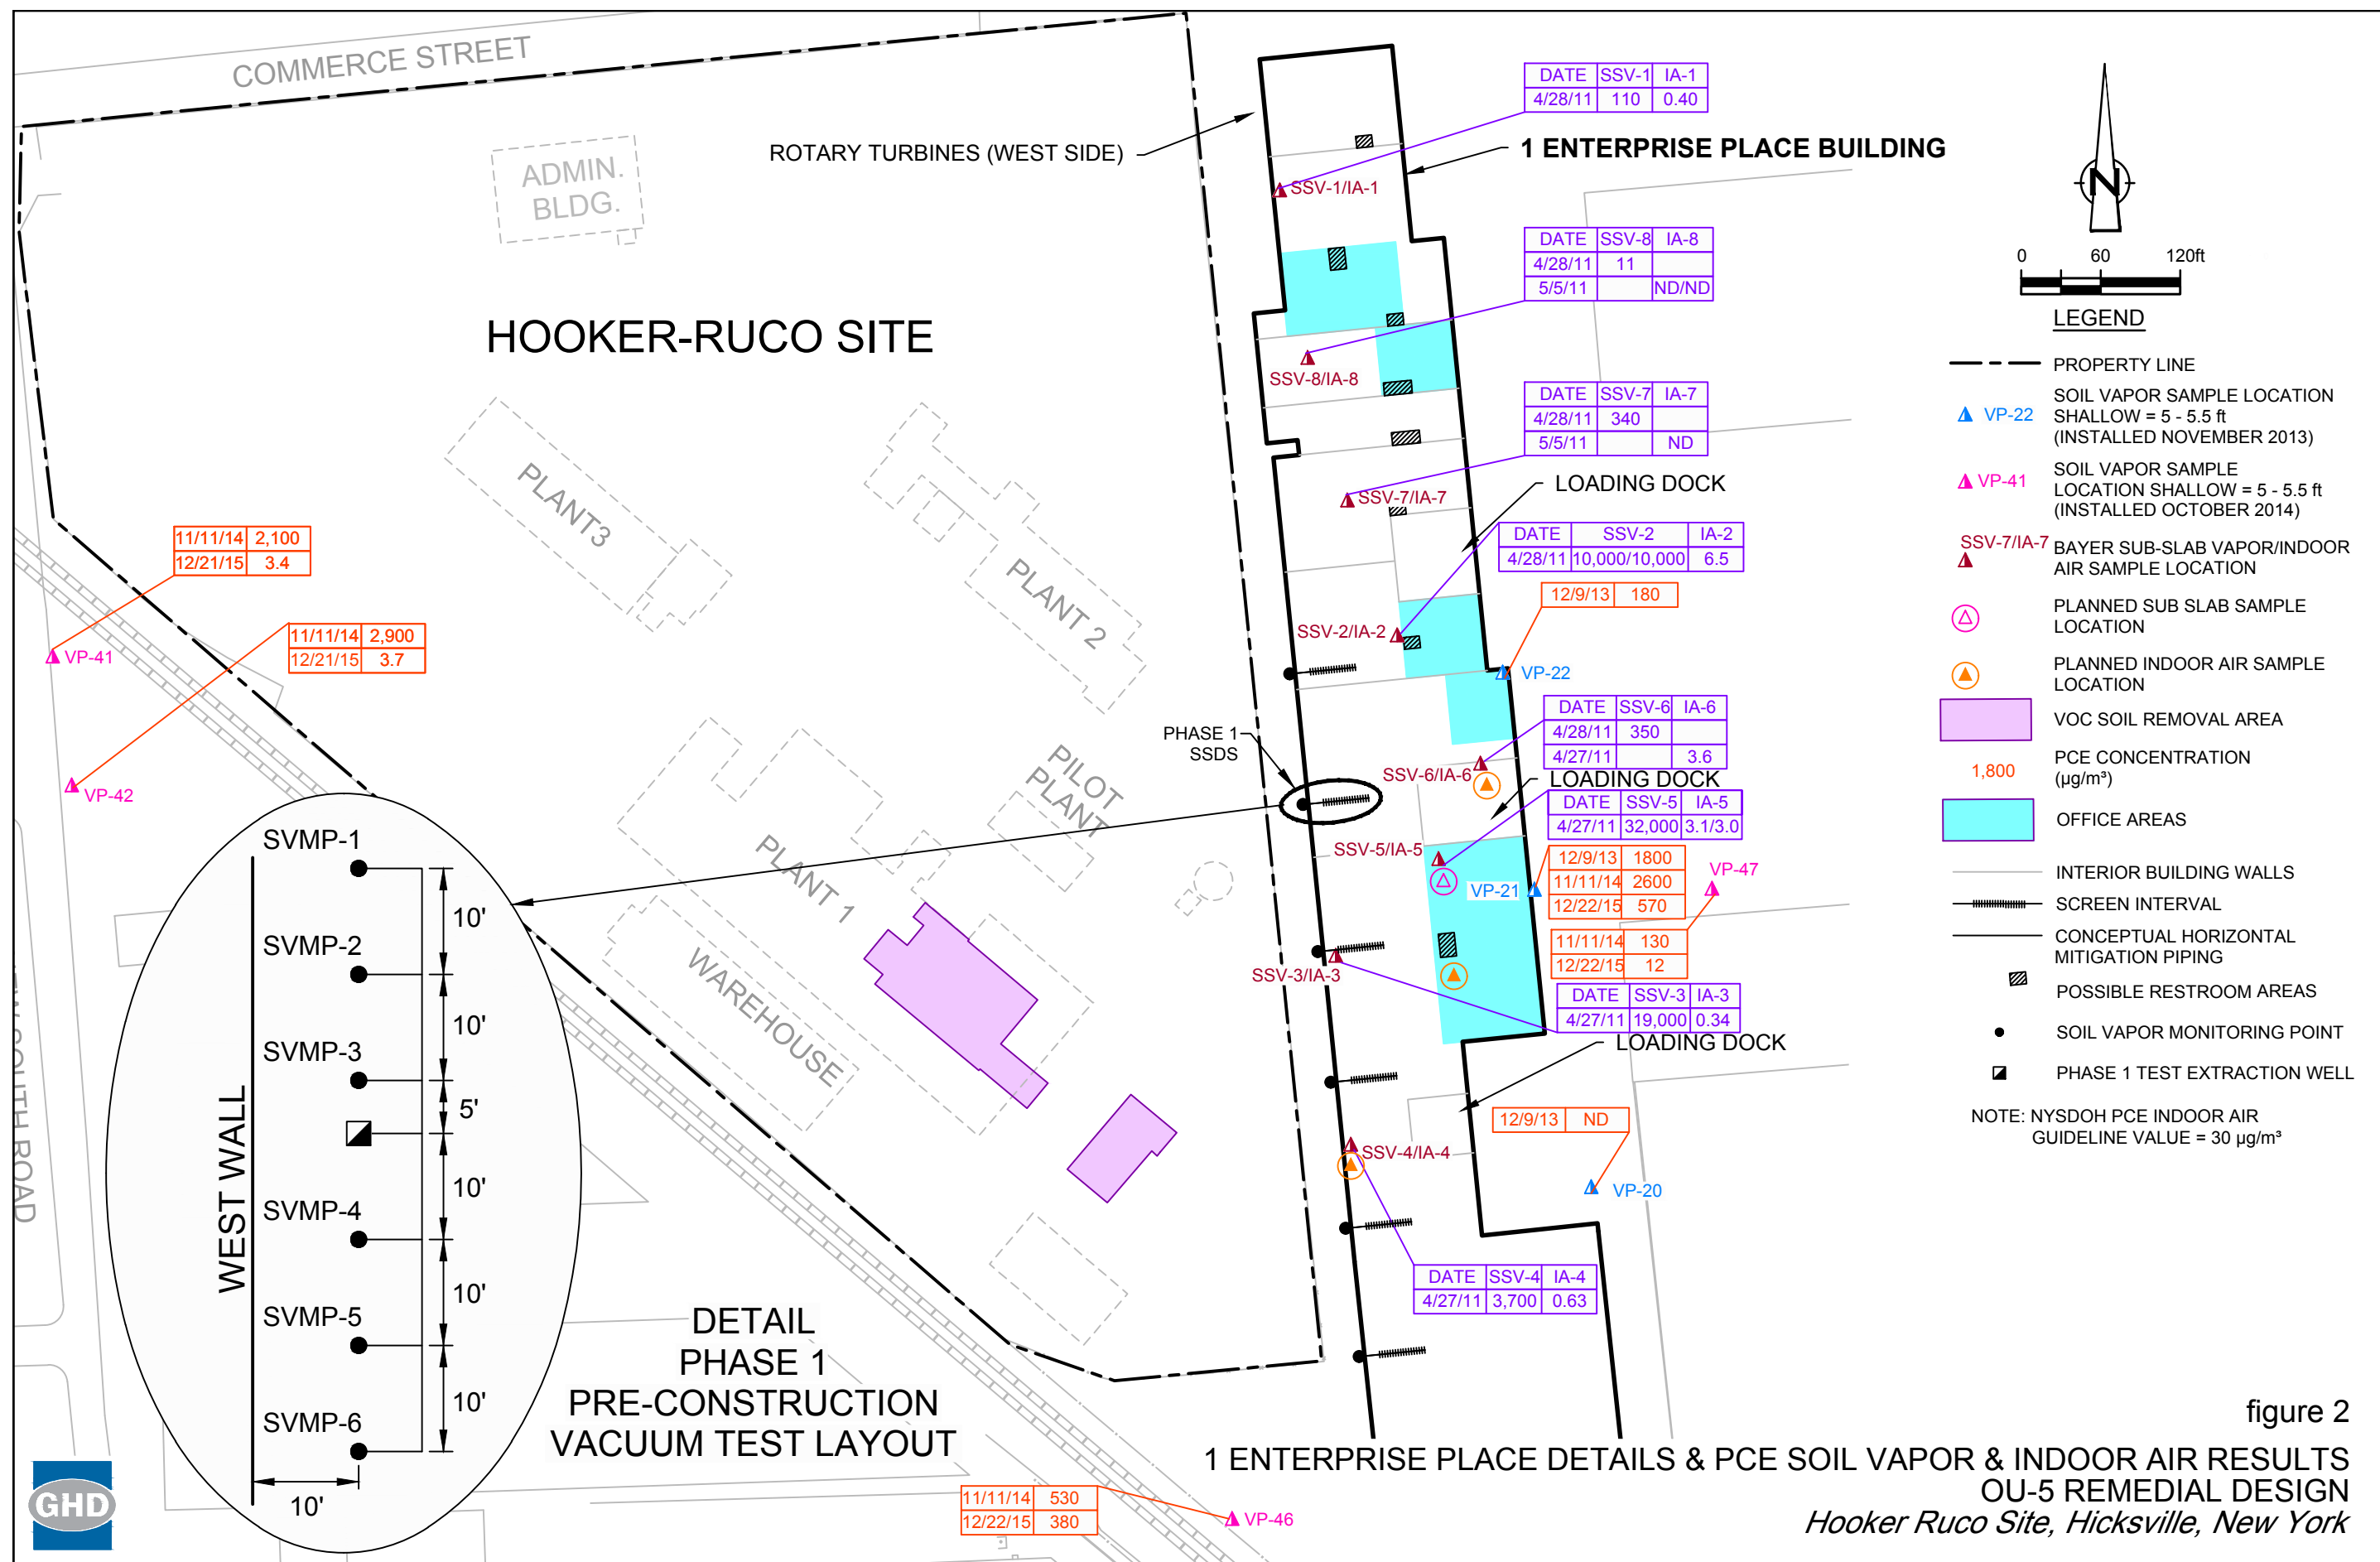 COMMERCE STREET
ADMIN.
BLDG.
HOOKER-RUCO SITE
ROTARY TURBINES (WEST SIDE)
1 ENTERPRISE PLACE BUILDING
DATE SSV-1 IA-1
4/28/11 110 0.40
SSV-1/IA-1
DATE SSV-8 IA-8
4/28/11 11
5/5/11 ND/ND
SSV-8/IA-8
DATE SSV-7 IA-7
4/28/11 340
5/5/11 ND
SSV-7/IA-7
LOADING DOCK
DATE SSV-2 IA-2
4/28/11 10,000/10,000 6.5
SSV-2/IA-2
12/9/13 180
VP-22
DATE SSV-6 IA-6
4/28/11 350
4/27/11 3.6
SSV-6/IA-6
LOADING DOCK
DATE SSV-5 IA-5
4/27/11 32,000 3.1/3.0
SSV-5/IA-5
12/9/13 1800
11/11/14 2600
12/22/15 570
VP-21
VP-47
11/11/14 130
12/22/15 12
DATE SSV-3 IA-3
4/27/11 19,000 0.34
SSV-3/IA-3
LOADING DOCK
12/9/13 ND
VP-20
SSV-4/IA-4
DATE SSV-4 IA-4
4/27/11 3,700 0.63
PHASE 1
SSDS
PLANT3
PLANT 2
PILOT
PLANT
PLANT 1
WAREHOUSE
11/11/14 2,100
12/21/15 3.4
VP-41
11/11/14 2,900
12/21/15 3.7
VP-42
SOUTH ROAD
SVMP-1
10'
SVMP-2
10'
SVMP-3
5'
10'
SVMP-4
10'
SVMP-5
10'
SVMP-6
10'
WEST WALL
DETAIL
PHASE 1
PRE-CONSTRUCTION
VACUUM TEST LAYOUT
11/11/14 530
12/22/15 380
VP-46
GHD
N
0 60 120ft
LEGEND
PROPERTY LINE
VP-22
SOIL VAPOR SAMPLE LOCATION
SHALLOW = 5 - 5.5 ft
(INSTALLED NOVEMBER 2013)
VP-41
SOIL VAPOR SAMPLE
LOCATION SHALLOW = 5 - 5.5 ft
(INSTALLED OCTOBER 2014)
SSV-7/IA-7
BAYER SUB-SLAB VAPOR/INDOOR
AIR SAMPLE LOCATION
PLANNED SUB SLAB SAMPLE
LOCATION
PLANNED INDOOR AIR SAMPLE
LOCATION
VOC SOIL REMOVAL AREA
1,800
PCE CONCENTRATION
(µg/m³)
OFFICE AREAS
INTERIOR BUILDING WALLS
SCREEN INTERVAL
CONCEPTUAL HORIZONTAL
MITIGATION PIPING
POSSIBLE RESTROOM AREAS
SOIL VAPOR MONITORING POINT
PHASE 1 TEST EXTRACTION WELL
NOTE: NYSDOH PCE INDOOR AIR
GUIDELINE VALUE = 30 µg/m³
figure 2
1 ENTERPRISE PLACE DETAILS & PCE SOIL VAPOR & INDOOR AIR RESULTS
OU-5 REMEDIAL DESIGN
Hooker Ruco Site, Hicksville, New York